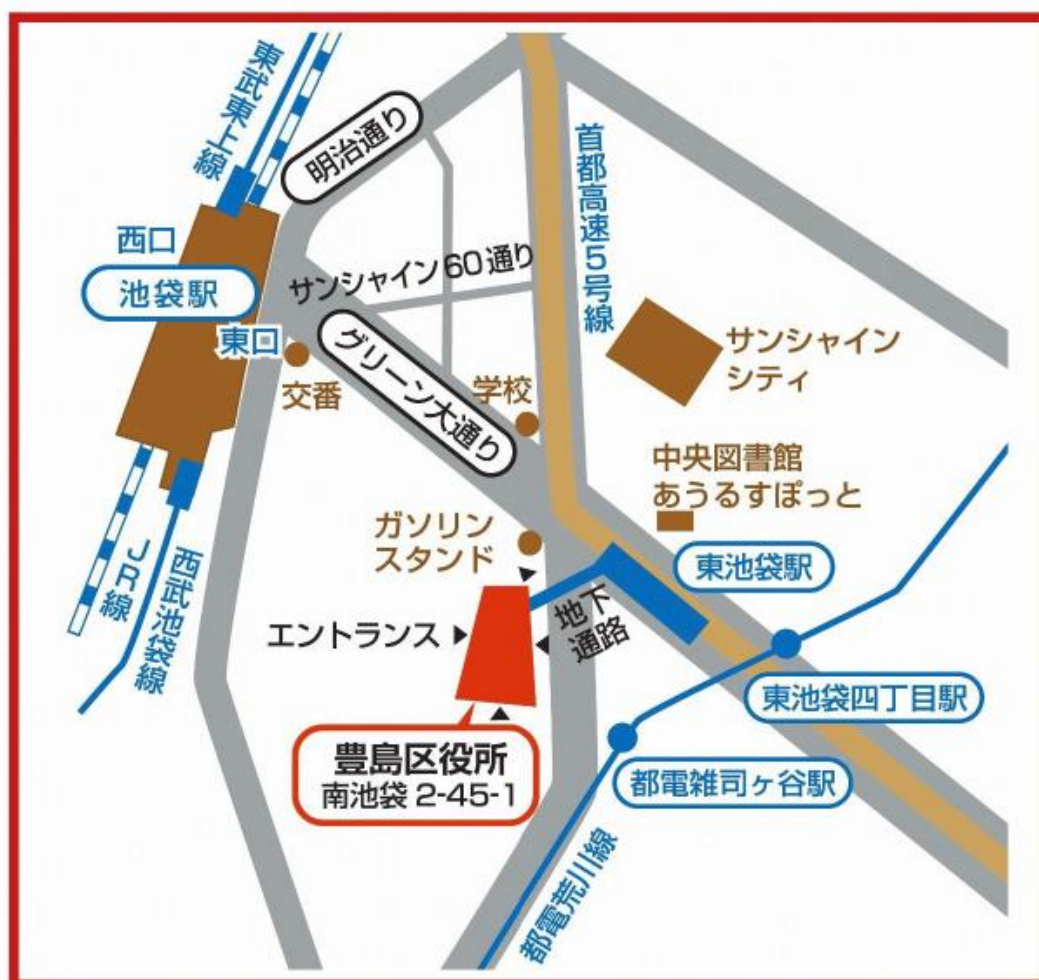 東武東上線
明治通り
首都高速5号線
西口
池袋駅
東口
サンシャイン60通り
グリーン大通り
交番
学校
サンシャイン
シティ
中央図書館
あうるすぽっと
ガソリン
スタンド
東池袋駅
JR線
西武池袋線
エントランス
地下
通路
東池袋四丁目駅
豊島区役所
南池袋2-45-1
都電雑司ヶ谷駅
都電荒川線